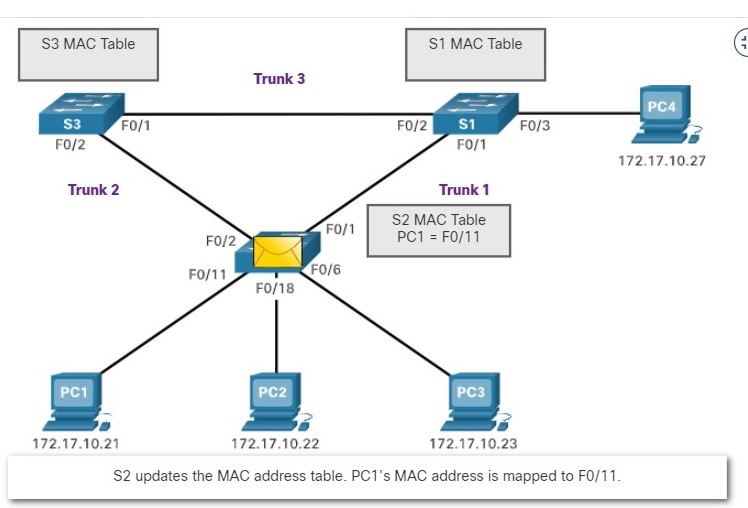 S3 MAC Table
S1 MAC Table
Trunk 3
S3
F0/1
F0/2
S1
F0/3
PC4
F0/2
F0/1
172.17.10.27
Trunk 2
Trunk 1
S2 MAC Table
PC1 = F0/11
F0/1
F0/2
F0/11
F0/6
F0/18
PC1
PC2
PC3
172.17.10.21
172.17.10.22
172.17.10.23
S2 updates the MAC address table. PC1's MAC address is mapped to F0/11.